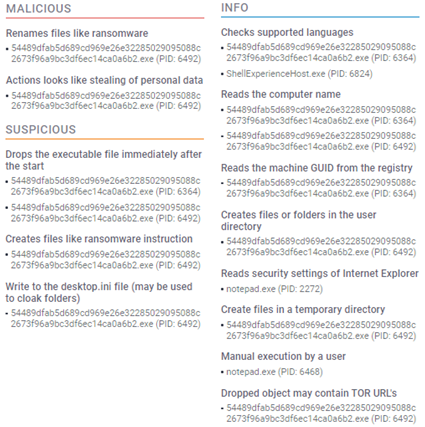 MALICIOUS
Renames files like ransomware
• 54489dfab5d689cd969e26e32285029095088c
2673f96a9bc3df6ec14ca0a6b2.exe (PID: 6492)
Actions looks like stealing of personal data
• 54489dfab5d689cd969e26e32285029095088c
2673f96a9bc3df6ec14ca0a6b2.exe (PID: 6492)
SUSPICIOUS
Drops the executable file immediately after
the start
• 54489dfab5d689cd969e26e32285029095088c
2673f96a9bc3df6ec14ca0a6b2.exe (PID: 6364)
• 54489dfab5d689cd969e26e32285029095088c
2673f96a9bc3df6ec14ca0a6b2.exe (PID: 6492)
Creates files like ransomware instruction
• 54489dfab5d689cd969e26e32285029095088c
2673f96a9bc3df6ec14ca0a6b2.exe (PID: 6492)
Write to the desktop.ini file (may be used
to cloak folders)
• 54489dfab5d689cd969e26e32285029095088c
2673f96a9bc3df6ec14ca0a6b2.exe (PID: 6492)
INFO
Checks supported languages
• 54489dfab5d689cd969e26e32285029095088c
2673f96a9bc3df6ec14ca0a6b2.exe (PID: 6364)
• ShellExperienceHost.exe (PID: 6824)
Reads the computer name
• 54489dfab5d689cd969e26e32285029095088c
2673f96a9bc3df6ec14ca0a6b2.exe (PID: 6364)
• 54489dfab5d689cd969e26e32285029095088c
2673f96a9bc3df6ec14ca0a6b2.exe (PID: 6492)
Reads the machine GUID from the registry
• 54489dfab5d689cd969e26e32285029095088c
2673f96a9bc3df6ec14ca0a6b2.exe (PID: 6364)
Creates files or folders in the user
directory
• 54489dfab5d689cd969e26e32285029095088c
2673f96a9bc3df6ec14ca0a6b2.exe (PID: 6492)
Reads security settings of Internet Explorer
• notepad.exe (PID: 2272)
Create files in a temporary directory
• 54489dfab5d689cd969e26e32285029095088c
2673f96a9bc3df6ec14ca0a6b2.exe (PID: 6492)
Manual execution by a user
• notepad.exe (PID: 6468)
Dropped object may contain TOR URL's
• 54489dfab5d689cd969e26e32285029095088c
2673f96a9bc3df6ec14ca0a6b2.exe (PID: 6492)